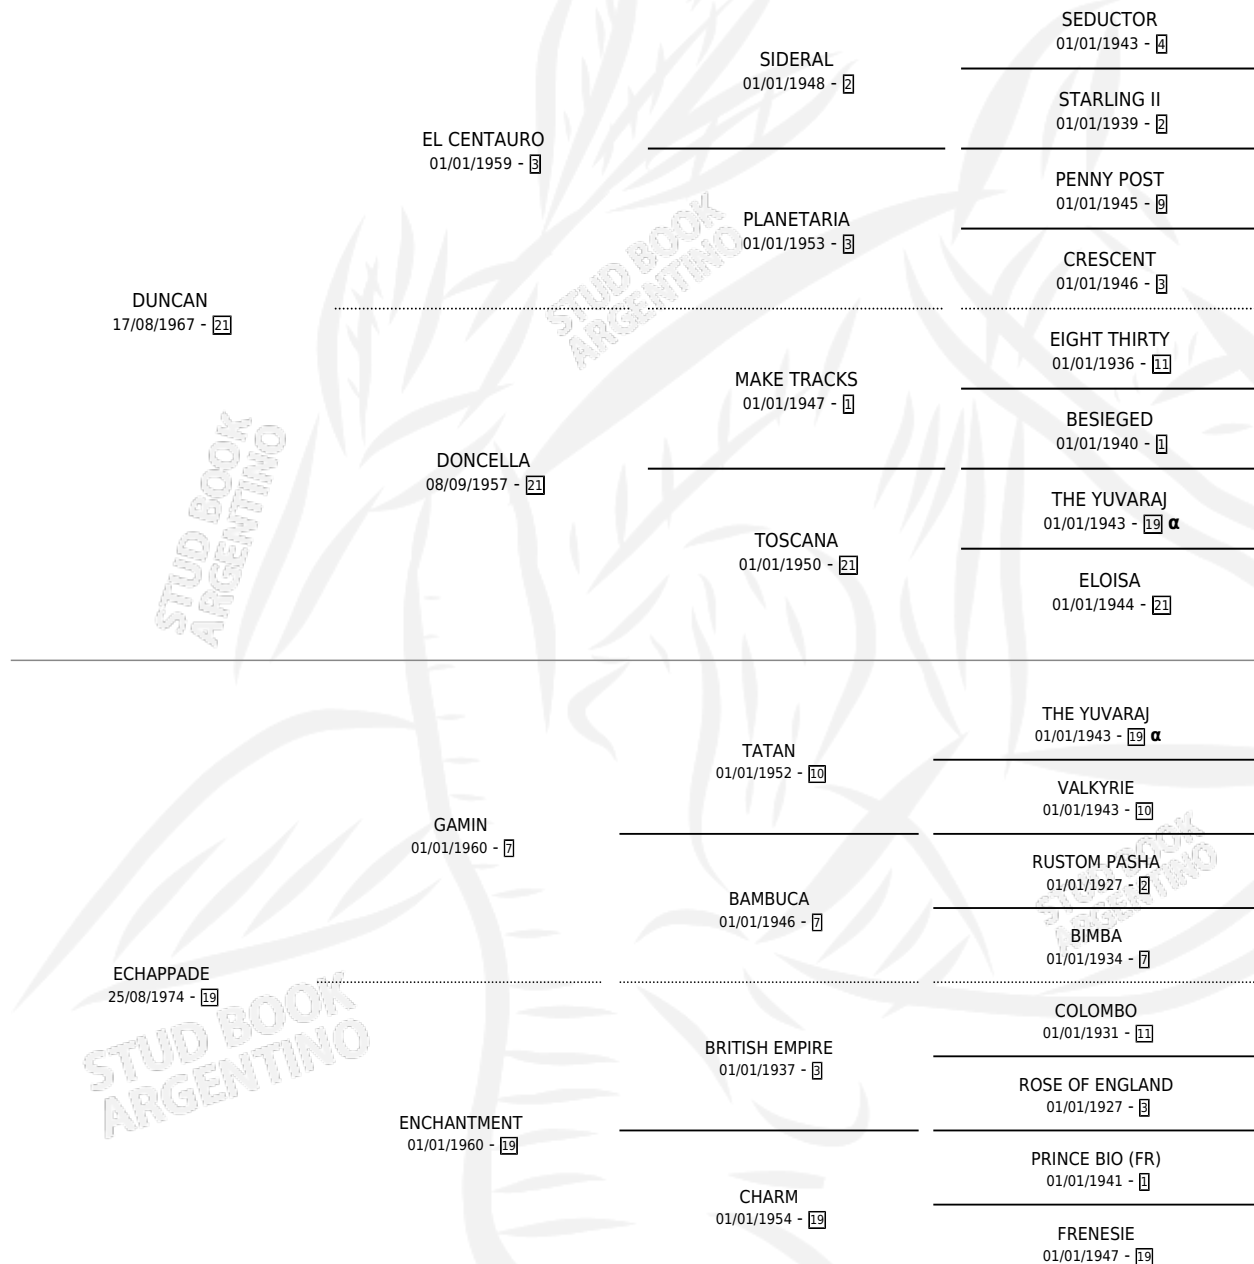 SEDUCTOR
01/01/1943 - 4
SIDERAL
01/01/1948 - 2
STARLING II
01/01/1939 - 2
EL CENTAURO
01/01/1959 - 3
PENNY POST
01/01/1945 - 9
PLANETARIA
01/01/1953 - 3
CRESCENT
01/01/1946 - 3
DUNCAN
17/08/1967 - 21
STUD BOOK
ARGENTINO
EIGHT THIRTY
01/01/1936 - 11
MAKE TRACKS
01/01/1947 - 1
BESIEGED
01/01/1940 - 1
DONCELLA
08/09/1957 - 21
STUD BOOK
ARGENTINO
THE YUVARAJ
01/01/1943 - 19 α
TOSCANA
01/01/1950 - 21
ELOISA
01/01/1944 - 21
THE YUVARAJ
01/01/1943 - 19 α
TATAN
01/01/1952 - 10
VALKYRIE
01/01/1943 - 10
GAMIN
01/01/1960 - 7
RUSTOM PASHA
01/01/1927 - 2
STUD BOOK
ARGENTINO
BAMBUCA
01/01/1946 - 7
BIMBA
01/01/1934 - 7
ECHAPPADE
25/08/1974 - 19
STUD BOOK
ARGENTINO
COLOMBO
01/01/1931 - 11
BRITISH EMPIRE
01/01/1937 - 3
ROSE OF ENGLAND
01/01/1927 - 3
ENCHANTMENT
01/01/1960 - 19
PRINCE BIO (FR)
01/01/1941 - 1
CHARM
01/01/1954 - 19
FRENESIE
01/01/1947 - 19